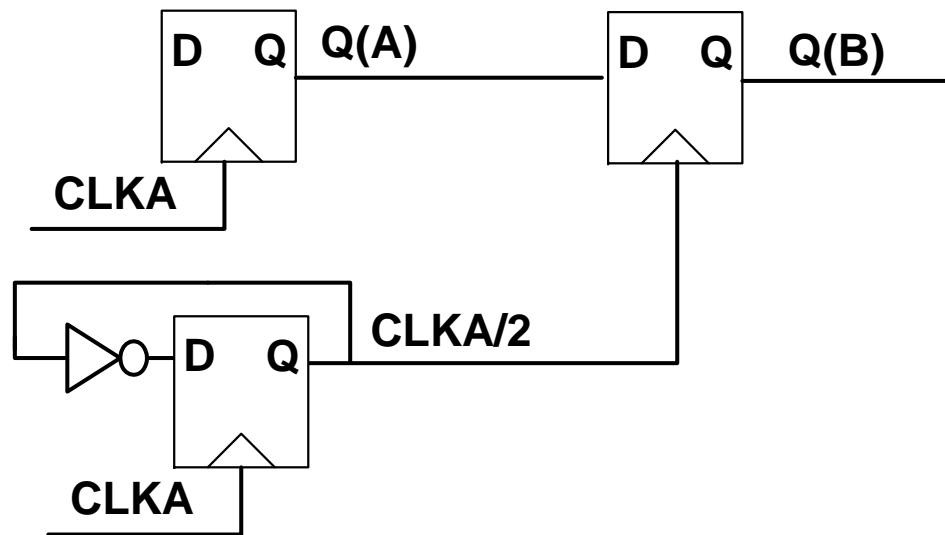 D Q Q(A)
D Q Q(B)
CLKA
D Q CLKA/2
CLKA